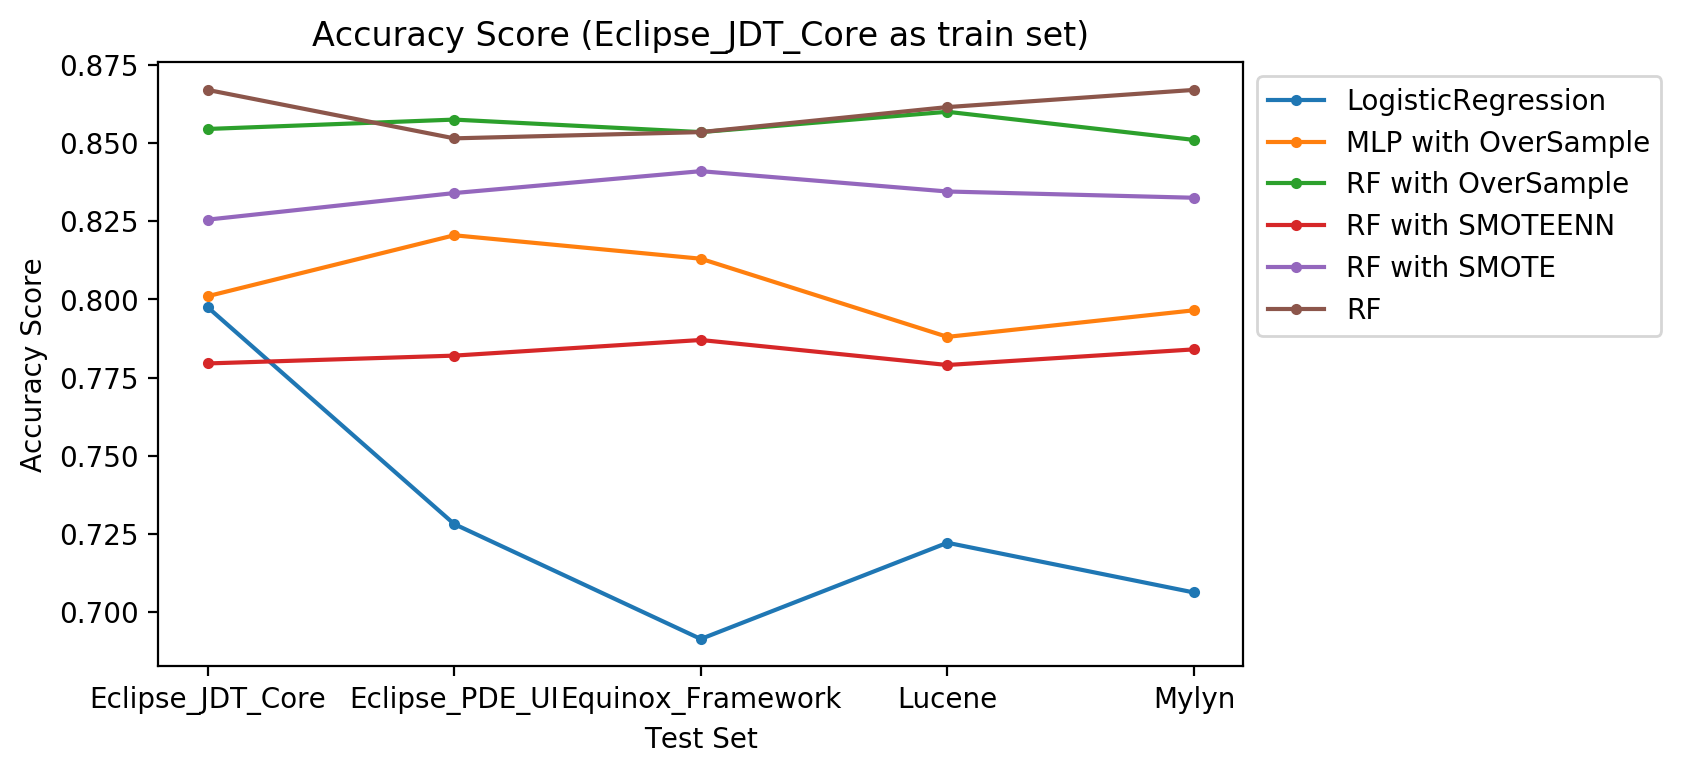 Accuracy Score (Eclipse_JDT_Core as train set)
0.875
0.850
0.825
0.800
0.775
0.750
0.725
0.700
Accuracy Score
Eclipse_JDT_Core
Eclipse_PDE_UI
Equinox_Framework
Lucene
Mylyn
Test Set
LogisticRegression
MLP with OverSample
RF with OverSample
RF with SMOTEENN
RF with SMOTE
RF